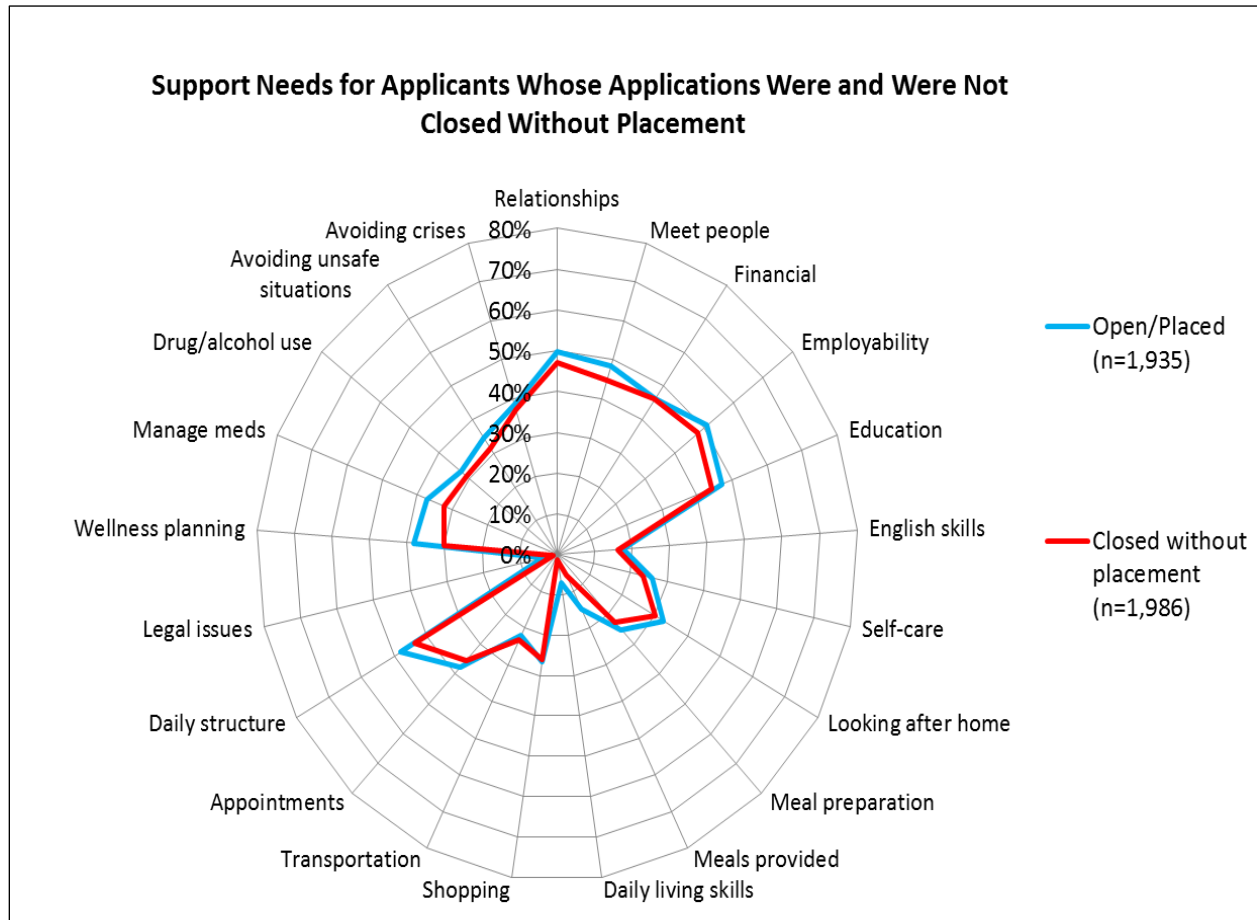 Support Needs for Applicants Whose Applications Were and Were Not
Closed Without Placement
Relationships
Meet people
Financial
Employability
Education
English skills
Self-care
Looking after home
Meal preparation
Meals provided
Daily living skills
Shopping
Transportation
Appointments
Daily structure
Legal issues
Wellness planning
Manage meds
Drug/alcohol use
Avoiding unsafe
situations
Avoiding crises
80%
70%
60%
50%
40%
30%
20%
10%
0%
Open/Placed
(n=1,935)
Closed without
placement
(n=1,986)